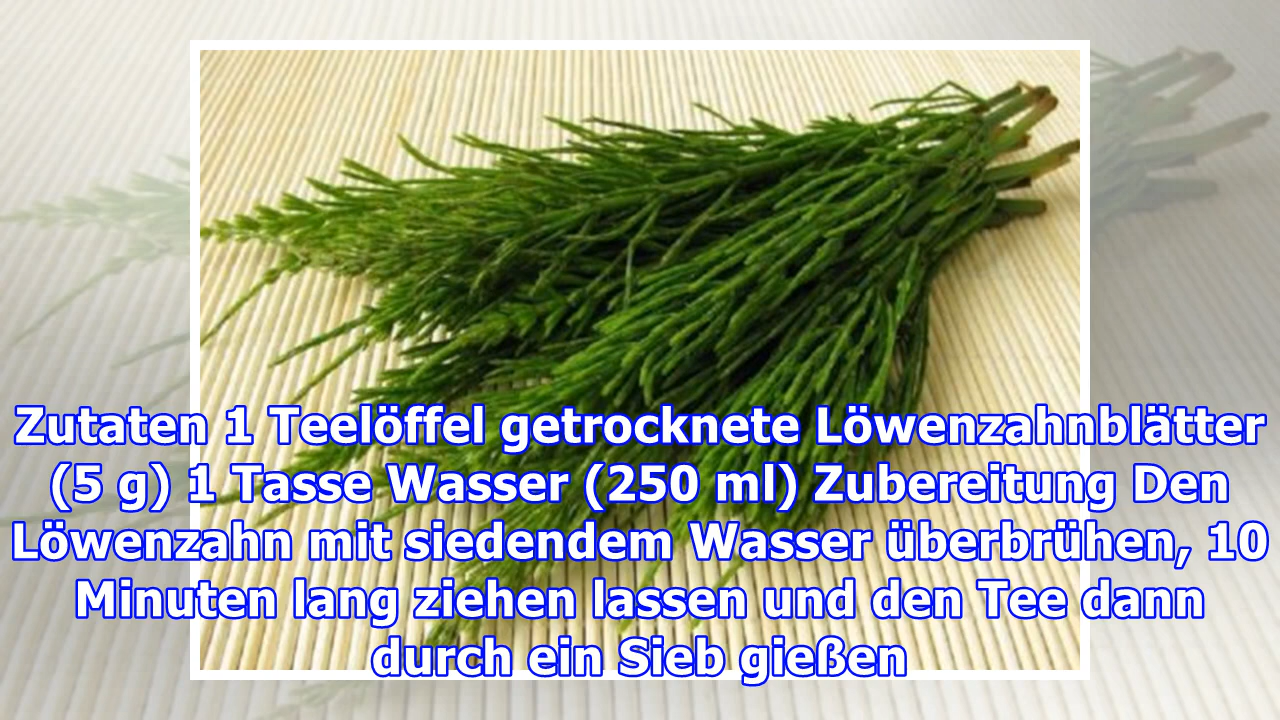 Zutaten 1 Teelöffel getrocknete Löwenzahnblätter
(5 g) 1 Tasse Wasser (250 ml) Zubereitung Den
Löwenzahn mit siedendem Wasser überbrühen, 10
Minuten lang ziehen lassen und den Tee dann
durch ein Sieb gießen